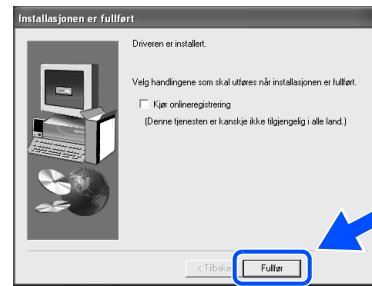 Installasjonen er fullført
Driveren er installert.
Velg handlingene som skal utføres når installasjonen er fullført.
Kjør onlineregistrering
(Denne tjenesten er kanskje ikke tilgjengelig i alle land.)
< Tilbake
Fullfør